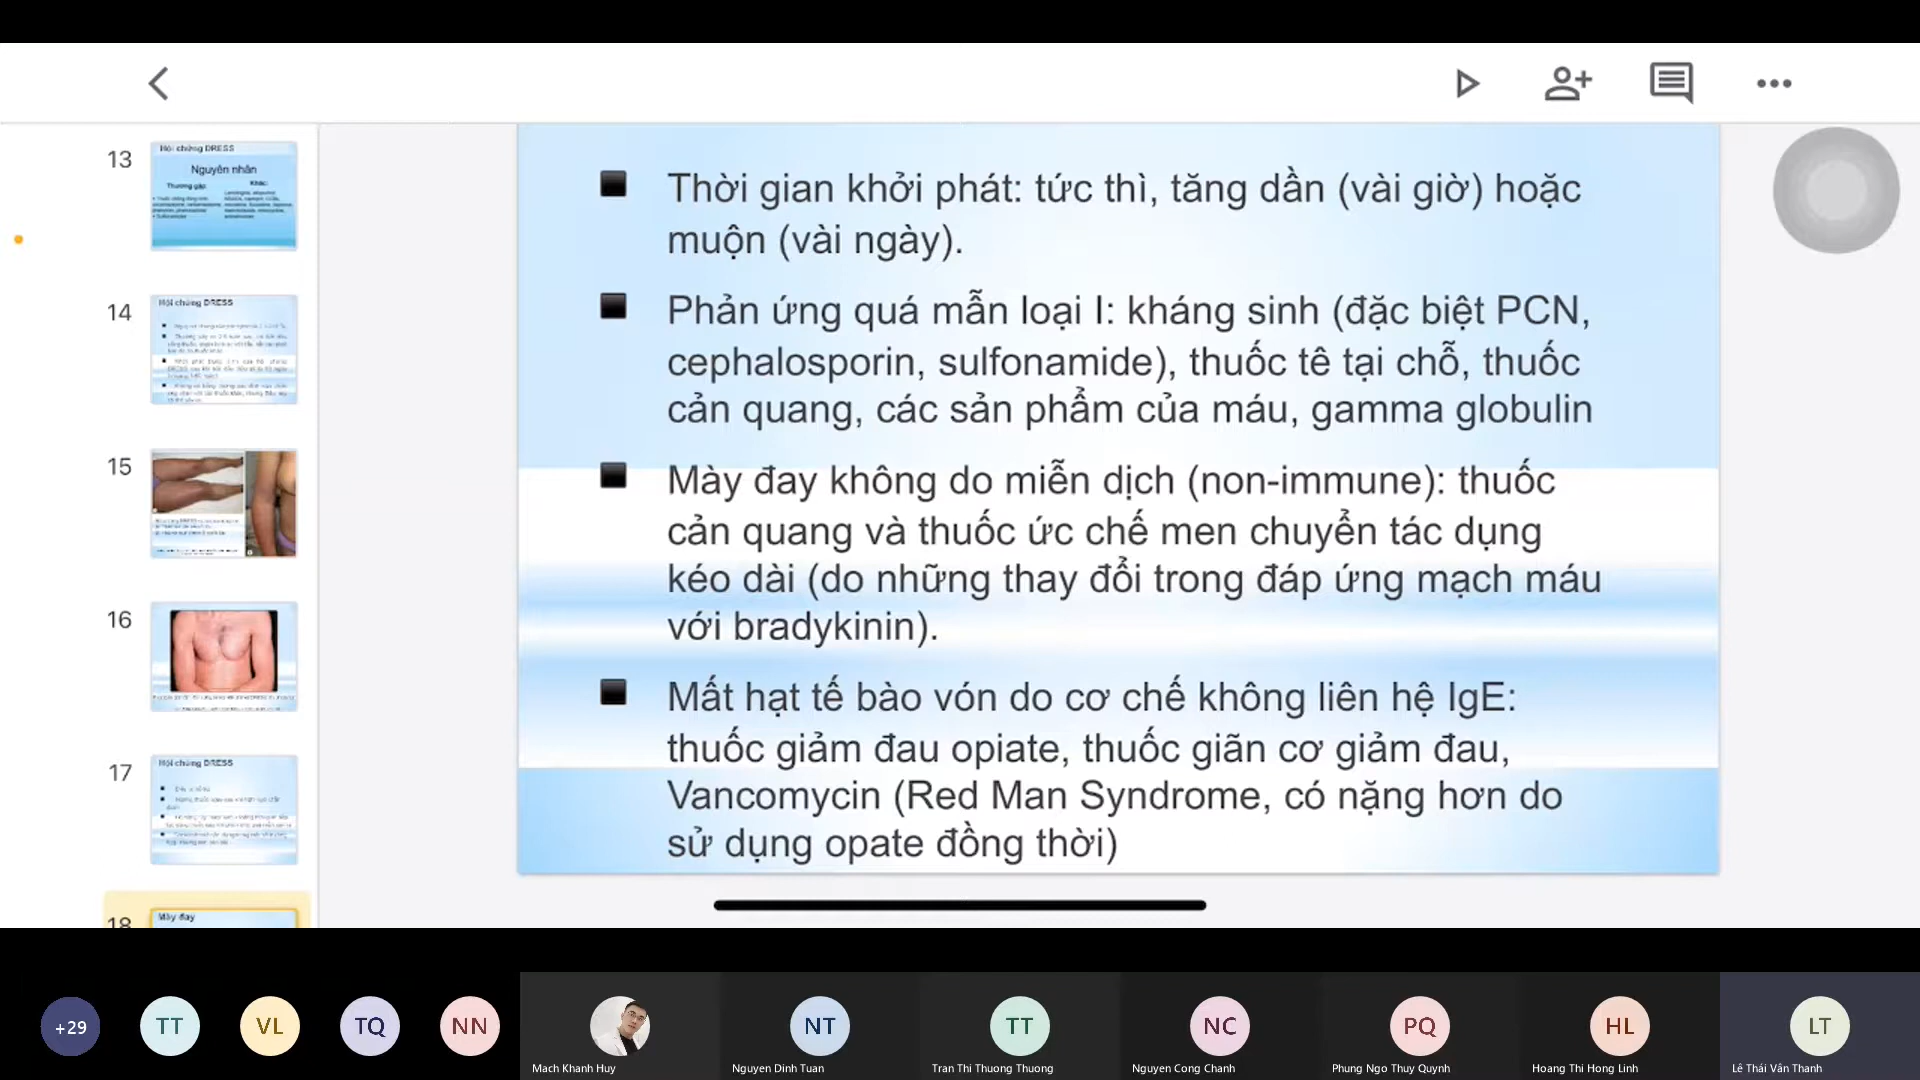 13
Hội chứng DRESS
Nguyên nhân
Thường gặp:
Khác:
14
Hội chứng DRESS
15
16
17
Hội chứng DRESS
18
Mày đay
Thời gian khởi phát: tức thì, tăng dần (vài giờ) hoặc
muộn (vài ngày).
Phản ứng quá mẫn loại I: kháng sinh (đặc biệt PCN,
cephalosporin, sulfonamide), thuốc tê tại chỗ, thuốc
cản quang, các sản phẩm của máu, gamma globulin
Mày đay không do miễn dịch (non-immune): thuốc
cản quang và thuốc ức chế men chuyển tác dụng
kéo dài (do những thay đổi trong đáp ứng mạch máu
với bradykinin).
Mất hạt tế bào vón do cơ chế không liên hệ IgE:
thuốc giảm đau opiate, thuốc giãn cơ giảm đau,
Vancomycin (Red Man Syndrome, có nặng hơn do
sử dụng opate đồng thời)
+29
TT
VL
TQ
NN
NT
TT
NC
PQ
HL
LT
Mach Khanh Huy
Nguyen Dinh Tuan
Tran Thi Thuong Thuong
Nguyen Cong Chanh
Phung Ngo Thuy Quynh
Hoang Thi Hong Linh
Lê Thái Vân Thanh